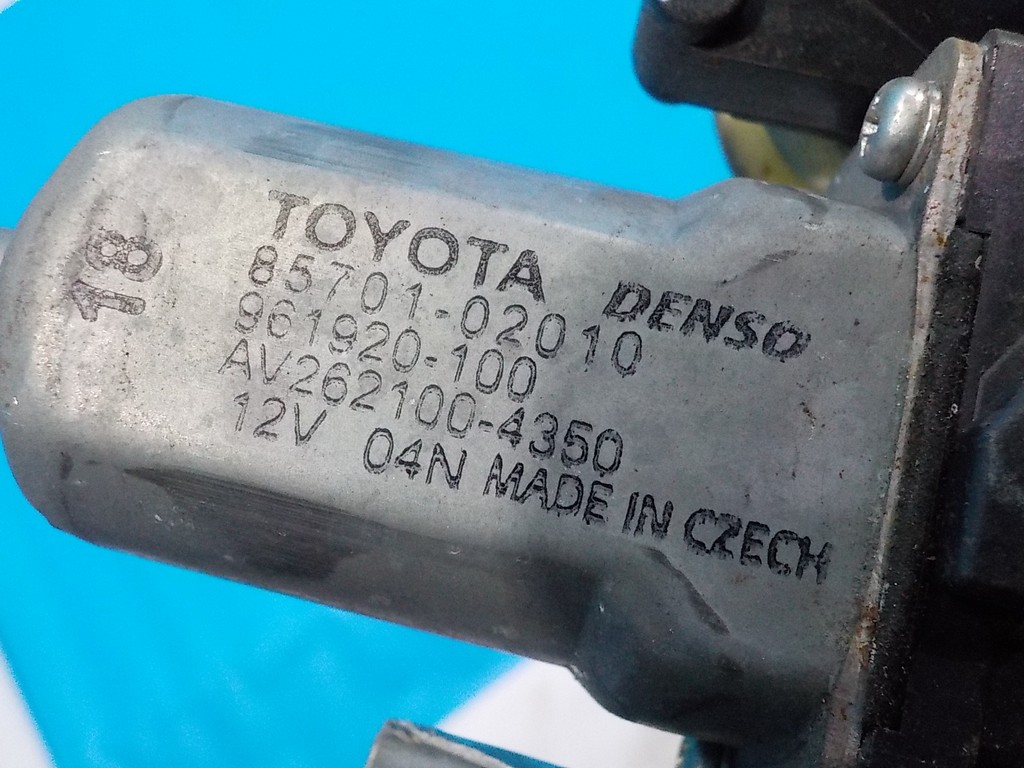 TOYOTA
85701-02010
DENSO
961920-100
AV262100-4350
12V 04N MADE IN CZECH
18